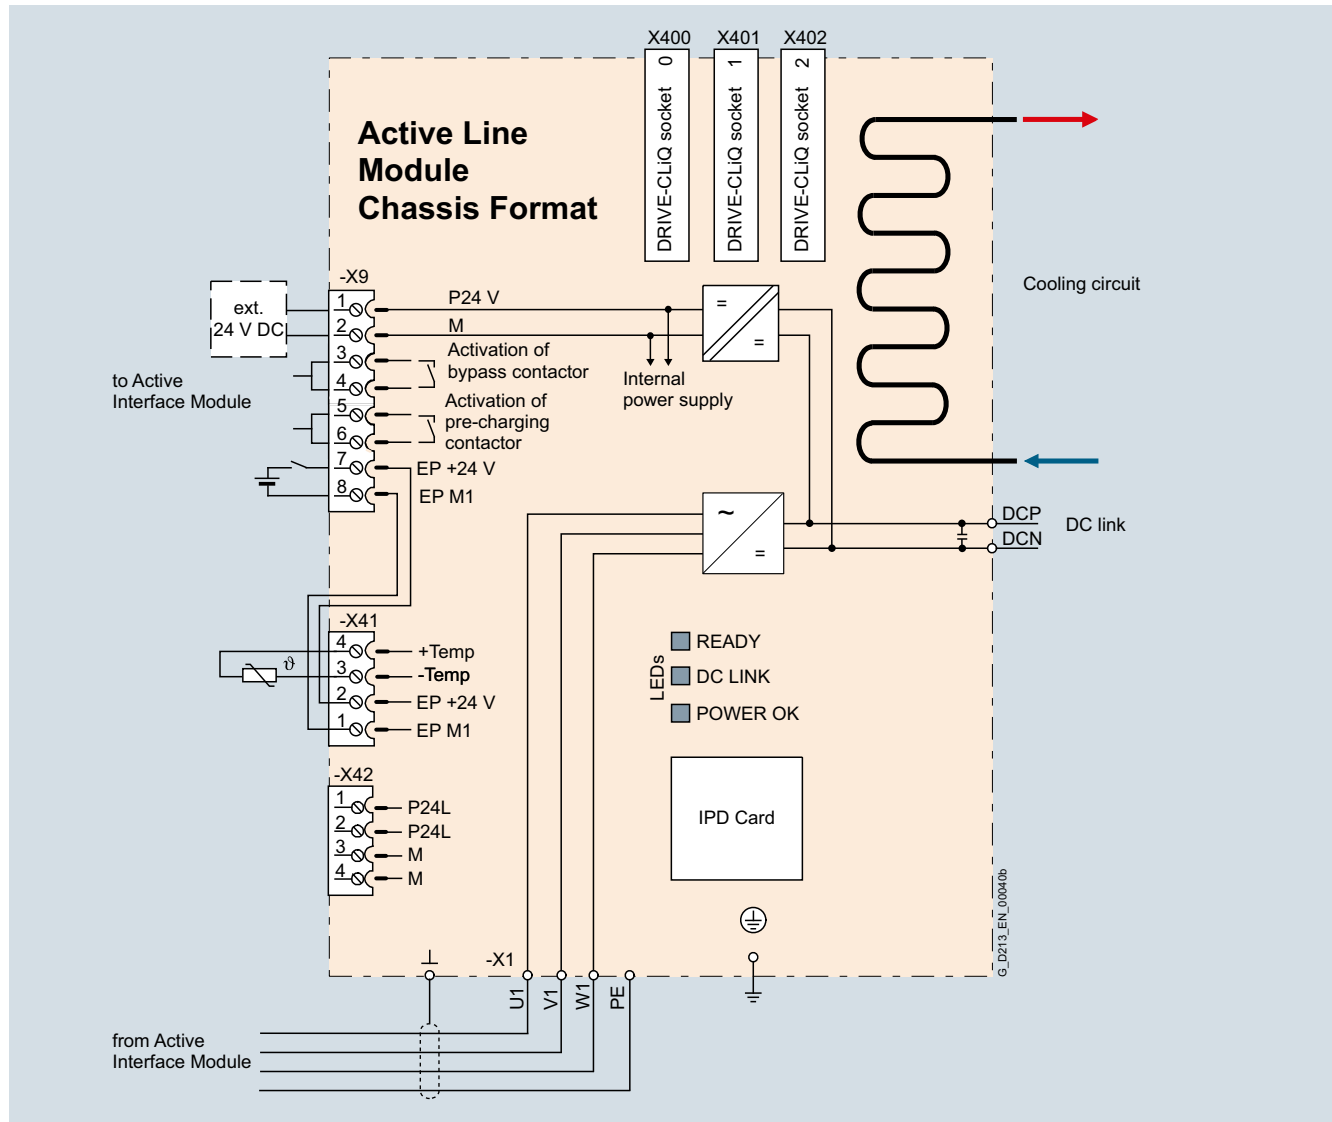 X400 X401 X402
DRIVE-CLiQ socket 0
DRIVE-CLiQ socket 1
DRIVE-CLiQ socket 2
Active Line
Module
Chassis Format
Cooling circuit
-X9
ext.
24 V DC
1
2
3
4
5
6
7
8
P24 V
M
Activation of
bypass contactor
Activation of
pre-charging
contactor
EP +24 V
EP M1
to Active
Interface Module
Internal
power supply
=
=
~
=
DCP
DCN
DC link
-X41
4
3
2
1
+Temp
-Temp
EP +24 V
EP M1
ϑ
LEDs
READY
DC LINK
POWER OK
-X42
1
2
3
4
P24L
P24L
M
M
IPD Card
G_D213_EN_00040b
-X1
U1
V1
W1
PE
from Active
Interface Module